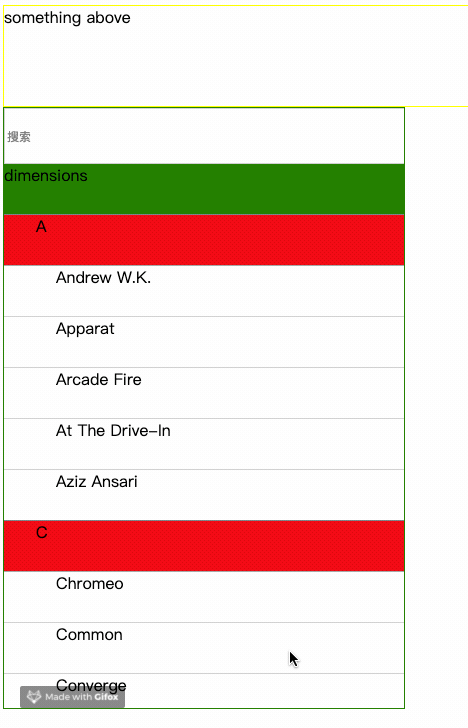 something above
搜索
dimensions
A
Andrew W.K.
Apparat
Arcade Fire
At The Drive-In
Aziz Ansari
C
Chromeo
Common
Converge
Made with Gifox